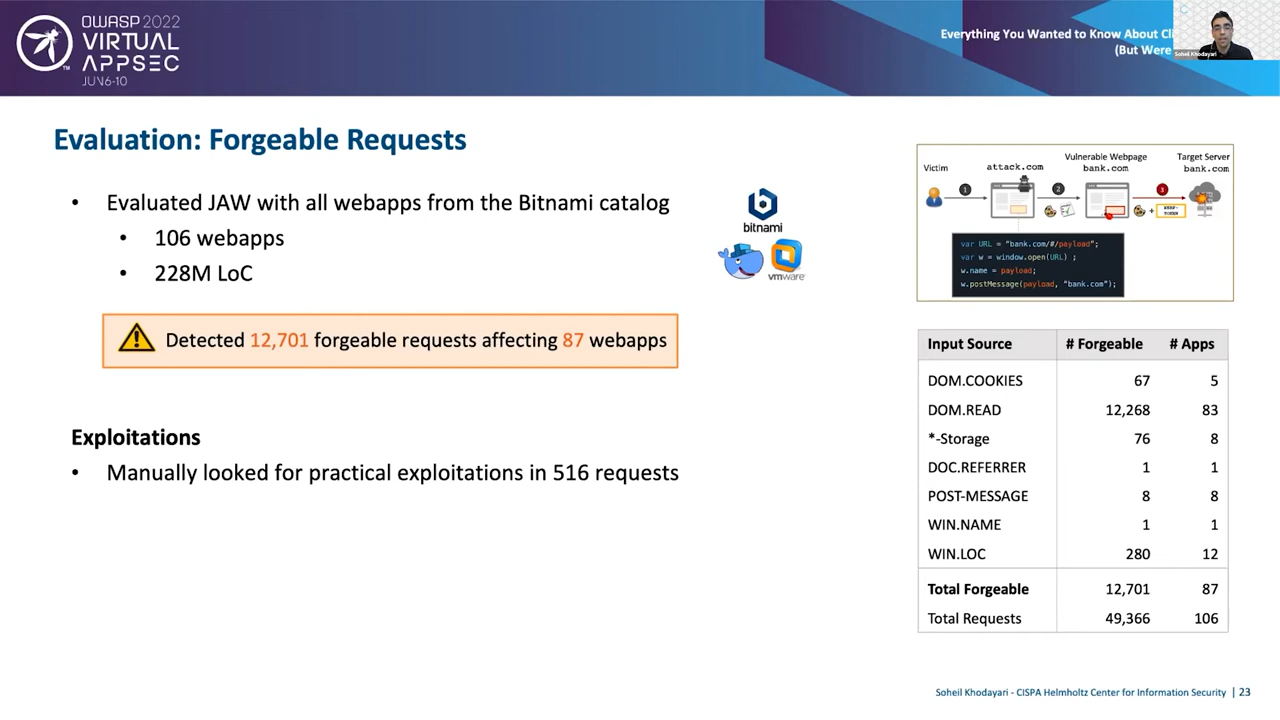 OWASP 2022
VIRTUAL
APPSEC
JUN 6-10
Everything You Wanted to Know About
(But Were
Soheil Khodayari
Evaluation: Forgeable Requests
• Evaluated JAW with all webapps from the Bitnami catalog
• 106 webapps
• 228M LoC
bitnami
vmware
Detected 12,701 forgeable requests affecting 87 webapps
Exploitations
• Manually looked for practical exploitations in 516 requests
Victim
attack.com
Vulnerable Webpage
bank.com
Target Server
bank.com
1
2
3
+
TOKEN
var URL = "bank.com/#/payload";
var w = window.open(URL) ;
w.name = payload;
w.postMessage(payload, "bank.com");
Input Source # Forgeable # Apps
DOM.COOKIES 67 5
DOM.READ 12,268 83
*-Storage 76 8
DOC.REFERRER 1 1
POST-MESSAGE 8 8
WIN.NAME 1 1
WIN.LOC 280 12
Total Forgeable 12,701 87
Total Requests 49,366 106
Soheil Khodayari - CISPA Helmholtz Center for Information Security | 23